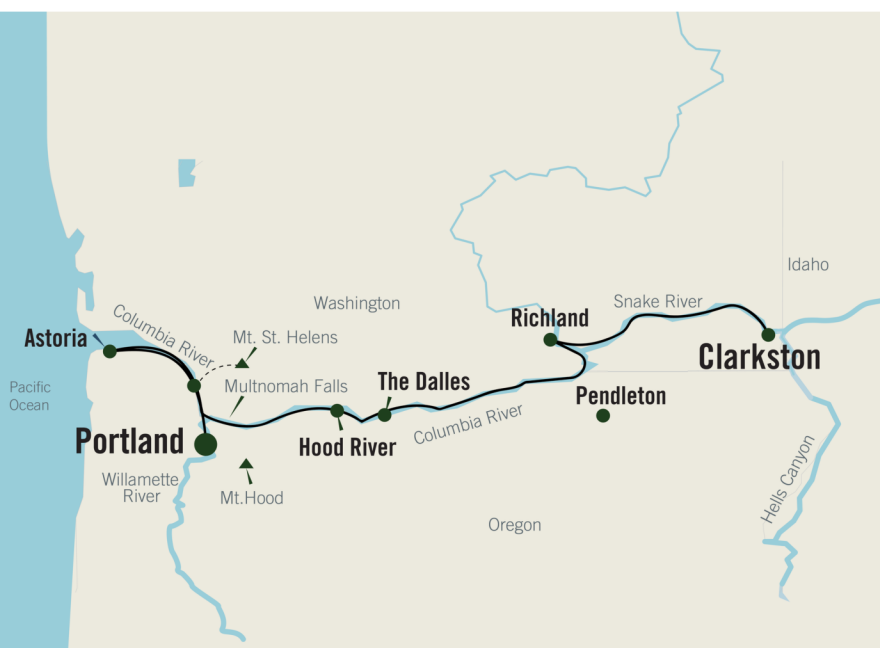 Idaho
Washington
Snake River
Richland
Columbia River
Astoria
Mt. St. Helens
Clarkston
Pacific
Ocean
Multnomah Falls
The Dalles
Pendleton
Columbia River
Portland
Hood River
Willamette
River
Mt.Hood
Hells Canyon
Oregon